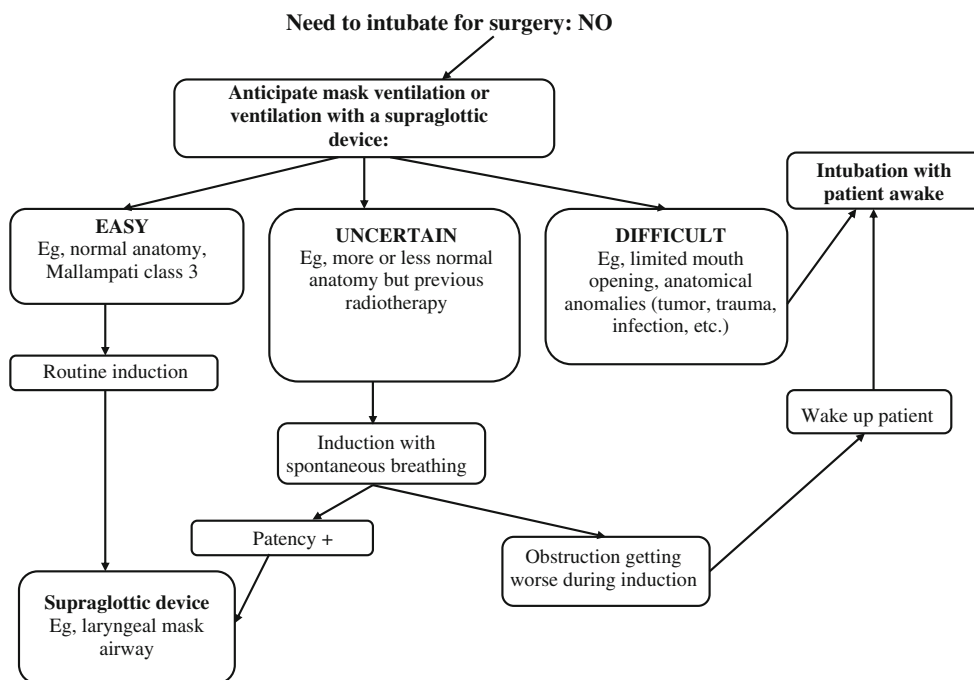 Need to intubate for surgery: NO
Anticipate mask ventilation or
ventilation with a supraglottic
device:
Intubation with
patient awake
EASY
Eg, normal anatomy,
Mallampati class 3
UNCERTAIN
Eg, more or less normal
anatomy but previous
radiotherapy
DIFFICULT
Eg, limited mouth
opening, anatomical
anomalies (tumor, trauma,
infection, etc.)
Routine induction
Wake up patient
Induction with
spontaneous breathing
Patency +
Obstruction getting
worse during induction
Supraglottic device
Eg, laryngeal mask
airway